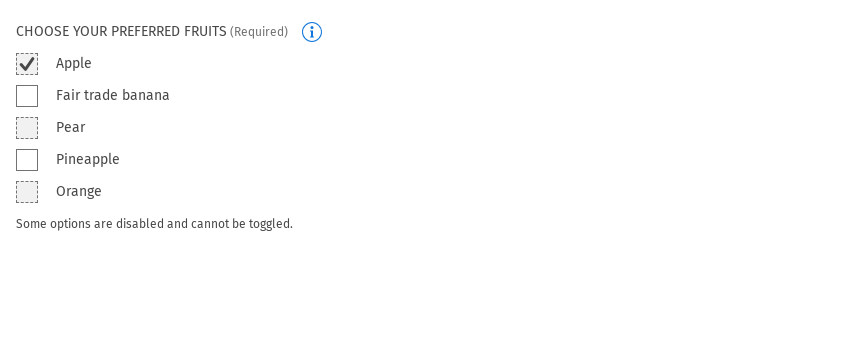 CHOOSE YOUR PREFERRED FRUITS (Required)
Apple
Fair trade banana
Pear
Pineapple
Orange
Some options are disabled and cannot be toggled.